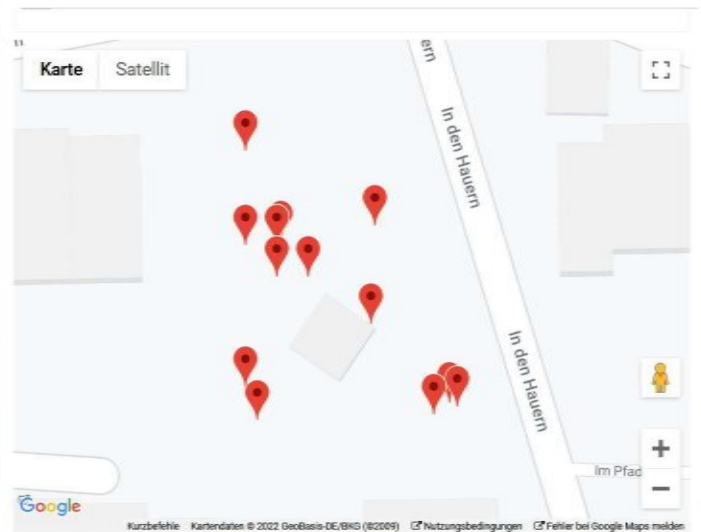 Karte Satellit
ern
In den Hauern
In den Hauern
Im Pfad
Google
Kurzbefehle Kartendaten © 2022 GeoBasis-DE/BKG (©2009) Nutzungsbedingungen Fehler bei Google Maps melden